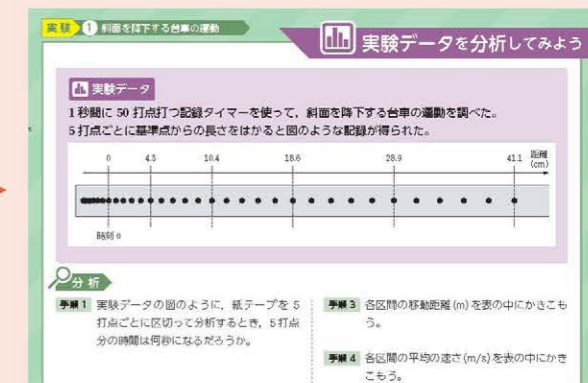 実験 1 斜面を降下する台車の運動
実験データを分析してみよう
実験データ
1秒間に 50 打点打つ記録タイマーを使って，斜面を降下する台車の運動を調べた。
5打点ごとに基準点からの長さをはかると図のような記録が得られた。
0 4.3 10.4 18.6 28.9 41.1 距離
(cm)
時刻 0
分析
手順1 実験データの図のように，紙テープを 5
打点ごとに区切って分析するとき，5打点
分の時間は何秒になるだろうか。
手順3 各区間の移動距離(m)を表の中にかきこも
う。
手順4 各区間の平均の速さ(m/s)を表の中にかき
こもう。